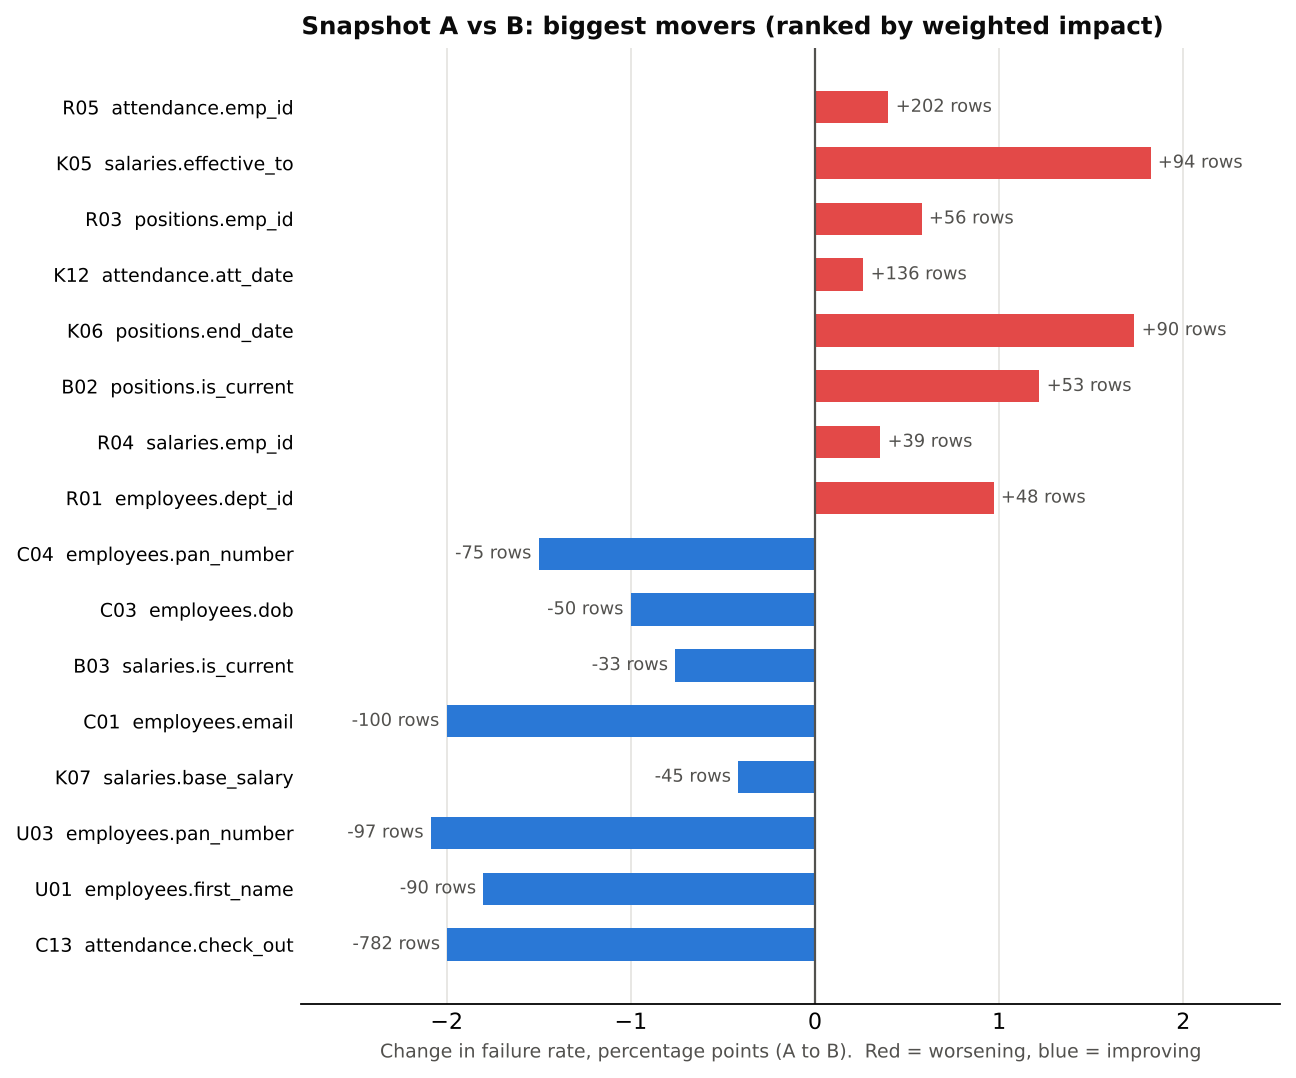 Snapshot A vs B: biggest movers (ranked by weighted impact)
R05 attendance.emp_id +202 rows
K05 salaries.effective_to +94 rows
R03 positions.emp_id +56 rows
K12 attendance.att_date +136 rows
K06 positions.end_date +90 rows
B02 positions.is_current +53 rows
R04 salaries.emp_id +39 rows
R01 employees.dept_id +48 rows
C04 employees.pan_number -75 rows
C03 employees.dob -50 rows
B03 salaries.is_current -33 rows
C01 employees.email -100 rows
K07 salaries.base_salary -45 rows
U03 employees.pan_number -97 rows
U01 employees.first_name -90 rows
C13 attendance.check_out -782 rows
−2 −1 0 1 2
Change in failure rate, percentage points (A to B). Red = worsening, blue = improving